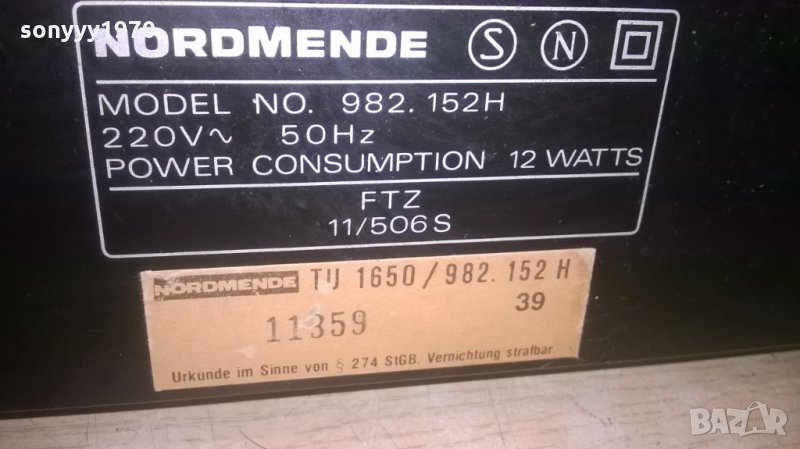 sonyyy1970
NORDMENDE S N
MODEL NO. 982.152H
220V∿ 50Hz
POWER CONSUMPTION 12 WATTS
FTZ
11/506S
NORDMENDE TU 1650/982.152 H
11359 39
Urkunde im Sinne von § 274 StGB. Vernichtung strafbar.
BAZAR